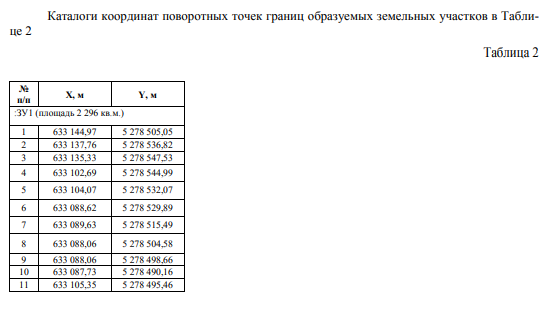 Каталоги координат поворотных точек границ образуемых земельных участков в Табли-
це 2
Таблица 2
№ п/п X, м Y, м
:ЗУ1 (площадь 2 296 кв.м.)
1 633 144,97 5 278 505,05
2 633 137,76 5 278 536,82
3 633 135,33 5 278 547,53
4 633 102,69 5 278 544,99
5 633 104,07 5 278 532,07
6 633 088,62 5 278 529,89
7 633 089,63 5 278 515,49
8 633 088,06 5 278 504,58
9 633 088,06 5 278 498,66
10 633 087,73 5 278 490,16
11 633 105,35 5 278 495,46